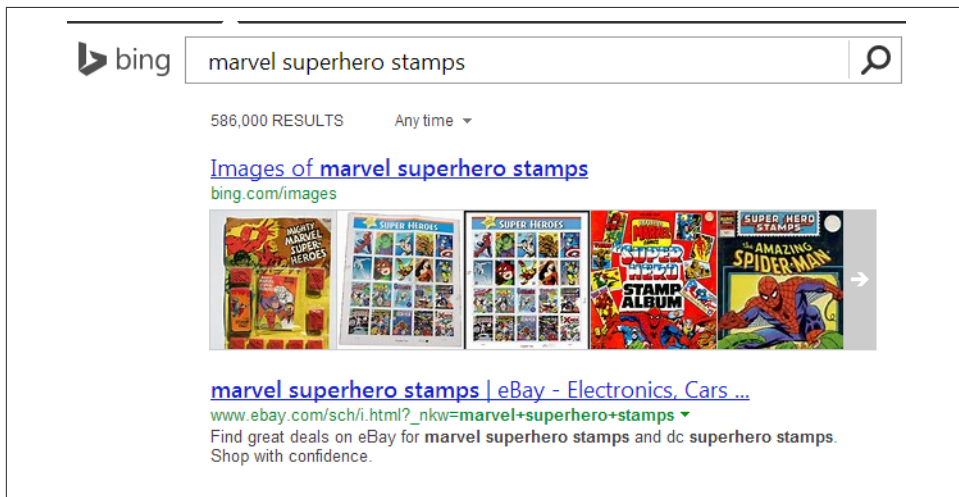 bing
marvel superhero stamps
586,000 RESULTS Any time
Images of marvel superhero stamps
bing.com/images
MIGHTY
MARVEL
SUPER-
HEROES
SUPER HEROES
SUPER HEROES
MARVEL
SUPER
HERO
STAMP
ALBUM
SUPER HERO
STAMPS
the AMAZING
SPIDER-MAN
marvel superhero stamps | eBay - Electronics, Cars ...
www.ebay.com/sch/i.html?_nkw=marvel+superhero+stamps
Find great deals on eBay for marvel superhero stamps and dc superhero stamps.
Shop with confidence.